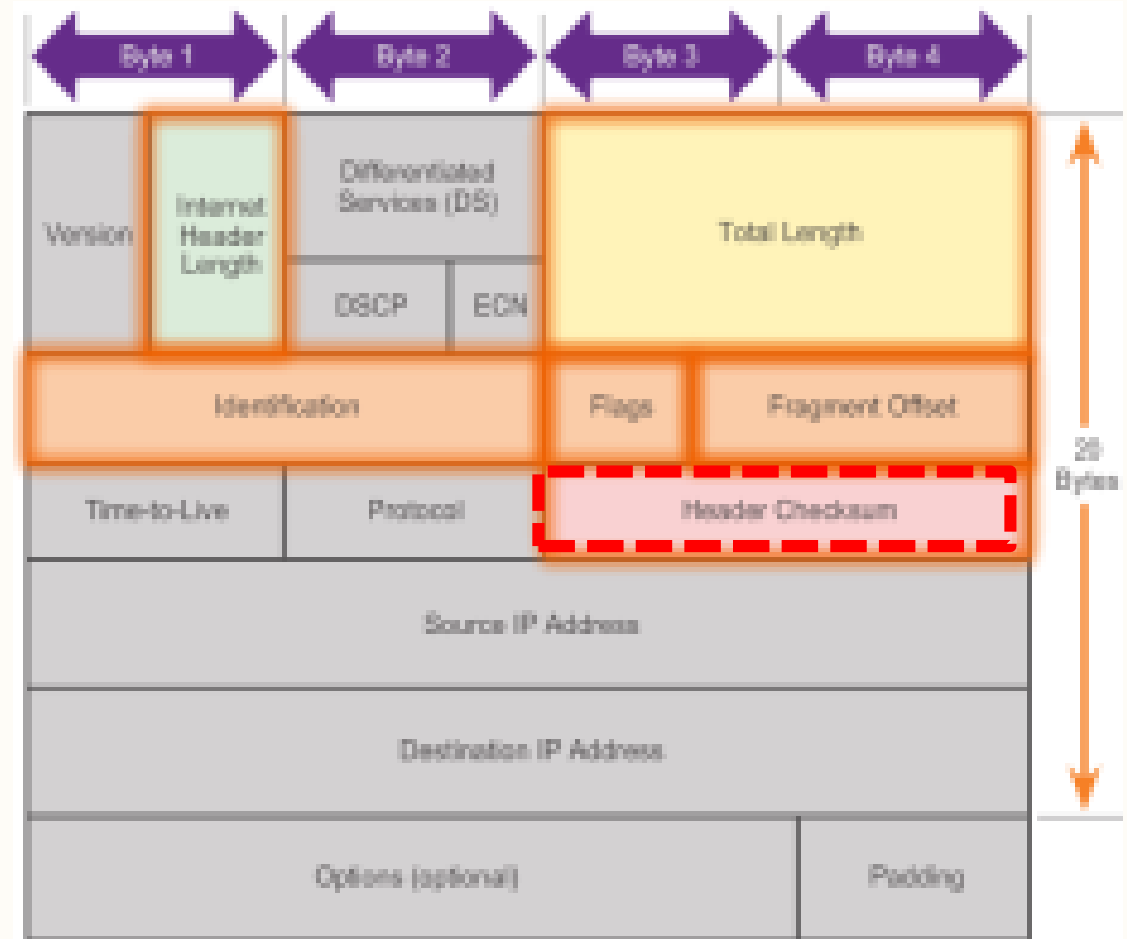 Byte 1
Byte 2
Byte 3
Byte 4
Version
Internet
Header
Length
Differentiated
Services (DS)
DSCP
ECN
Total Length
Identification
Flags
Fragment Offset
20
Bytes
Time-to-Live
Protocol
Header Checksum
Source IP Address
Destination IP Address
Options (optional)
Padding